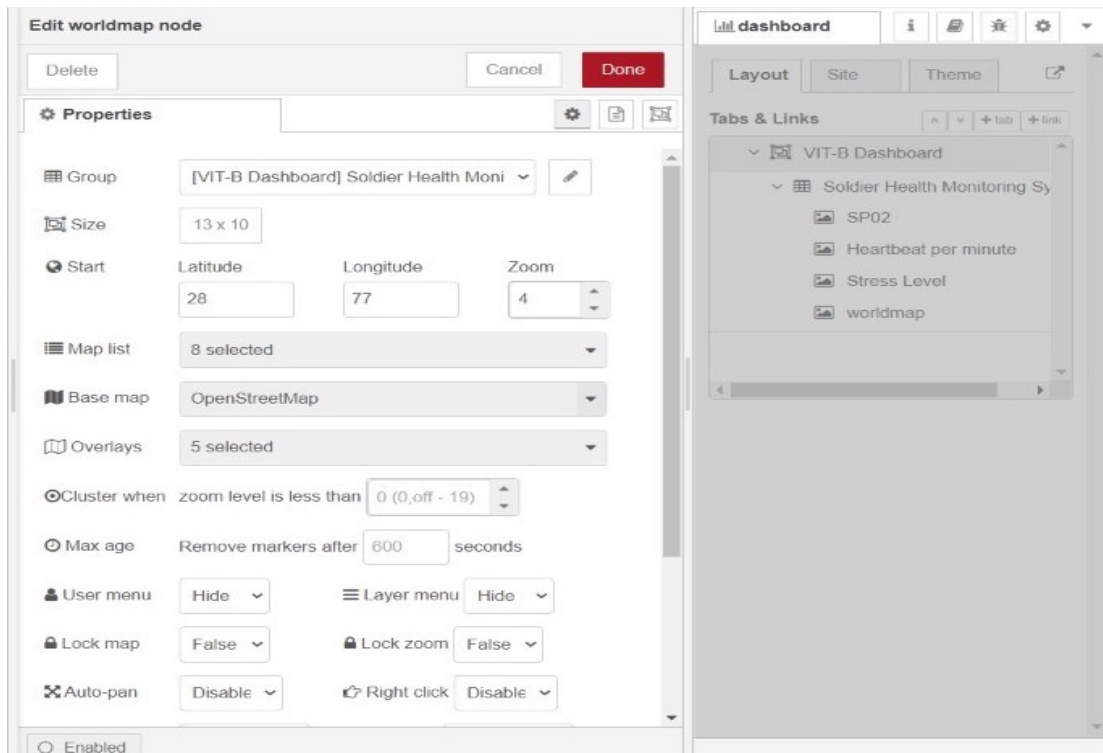 Edit worldmap node
Delete
Cancel
Done
Properties
Group
[VIT-B Dashboard] Soldier Health Moni
Size
13 x 10
Start
Latitude
Longitude
Zoom
28
77
4
Map list
8 selected
Base map
OpenStreetMap
Overlays
5 selected
Cluster when zoom level is less than 0 (0,off - 19)
Max age Remove markers after 600 seconds
User menu Hide
Layer menu Hide
Lock map False
Lock zoom False
Auto-pan Disable
Right click Disable
Enabled
dashboard
i
Layout
Site
Theme
Tabs & Links
+ tab
+ link
VIT-B Dashboard
Soldier Health Monitoring Sy
SP02
Heartbeat per minute
Stress Level
worldmap